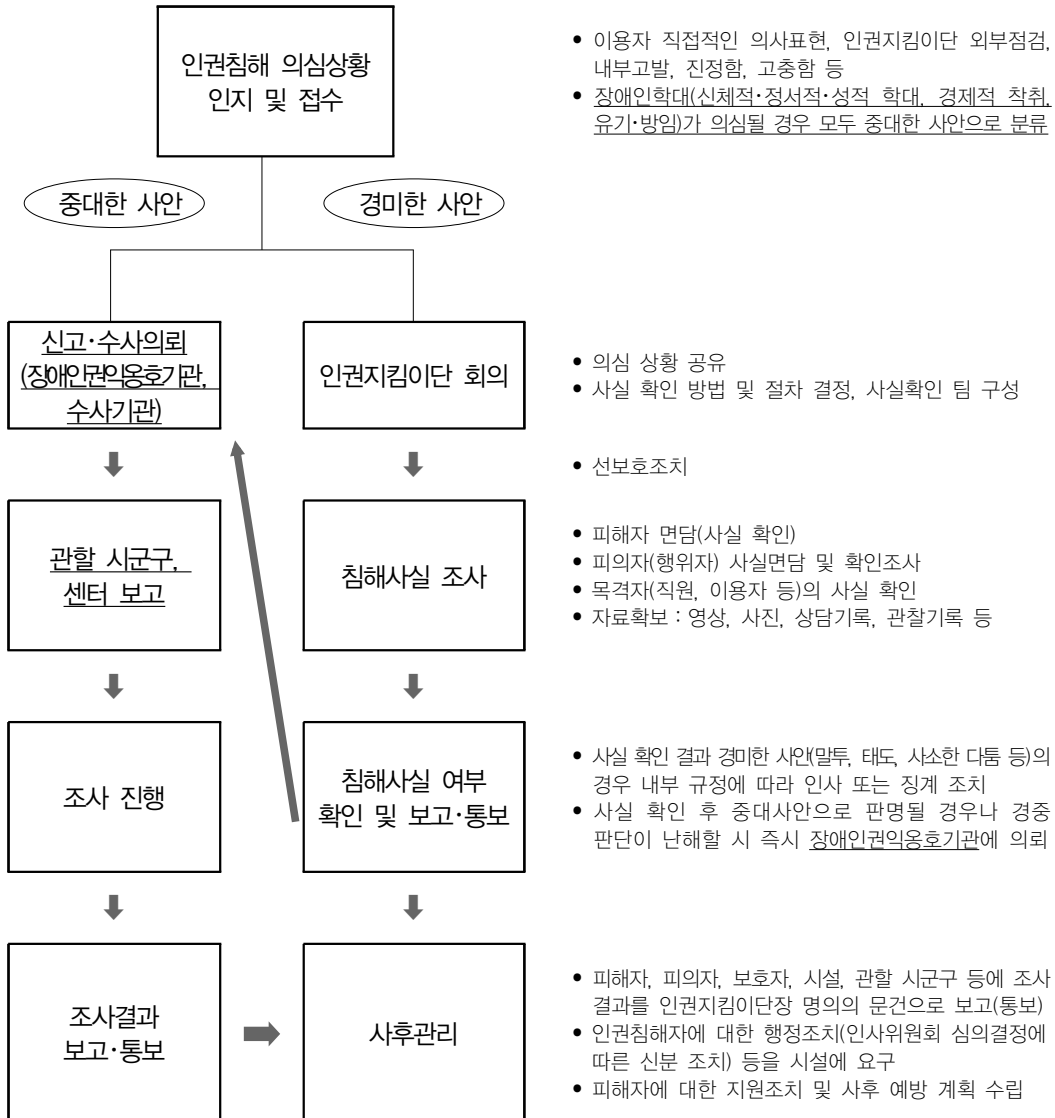 인권침해 의심상황
인지 및 접수
• 이용자 직접적인 의사표현, 인권지킴이단 외부점검,
내부고발, 진정함, 고충함 등
• 장애인학대(신체적·정서적·성적 학대, 경제적 착취,
유기·방임)가 의심될 경우 모두 중대한 사안으로 분류
중대한 사안
경미한 사안
신고·수사의뢰
(장애인권익옹호기관,
수사기관)
인권지킴이단 회의
• 의심 상황 공유
• 사실 확인 방법 및 절차 결정, 사실확인 팀 구성
• 선보호조치
관할 시군구,
센터 보고
침해사실 조사
• 피해자 면담(사실 확인)
• 피의자(행위자) 사실면담 및 확인조사
• 목격자(직원, 이용자 등)의 사실 확인
• 자료확보 : 영상, 사진, 상담기록, 관찰기록 등
조사 진행
침해사실 여부
확인 및 보고·통보
• 사실 확인 결과 경미한 사안(말투, 태도, 사소한 다툼 등)의
경우 내부 규정에 따라 인사 또는 징계 조치
• 사실 확인 후 중대사안으로 판명될 경우나 경중
판단이 난해할 시 즉시 장애인권익옹호기관에 의뢰
조사결과
보고·통보
사후관리
• 피해자, 피의자, 보호자, 시설, 관할 시군구 등에 조사
결과를 인권지킴이단장 명의의 문건으로 보고(통보)
• 인권침해자에 대한 행정조치(인사위원회 심의결정에
따른 신분 조치) 등을 시설에 요구
• 피해자에 대한 지원조치 및 사후 예방 계획 수립